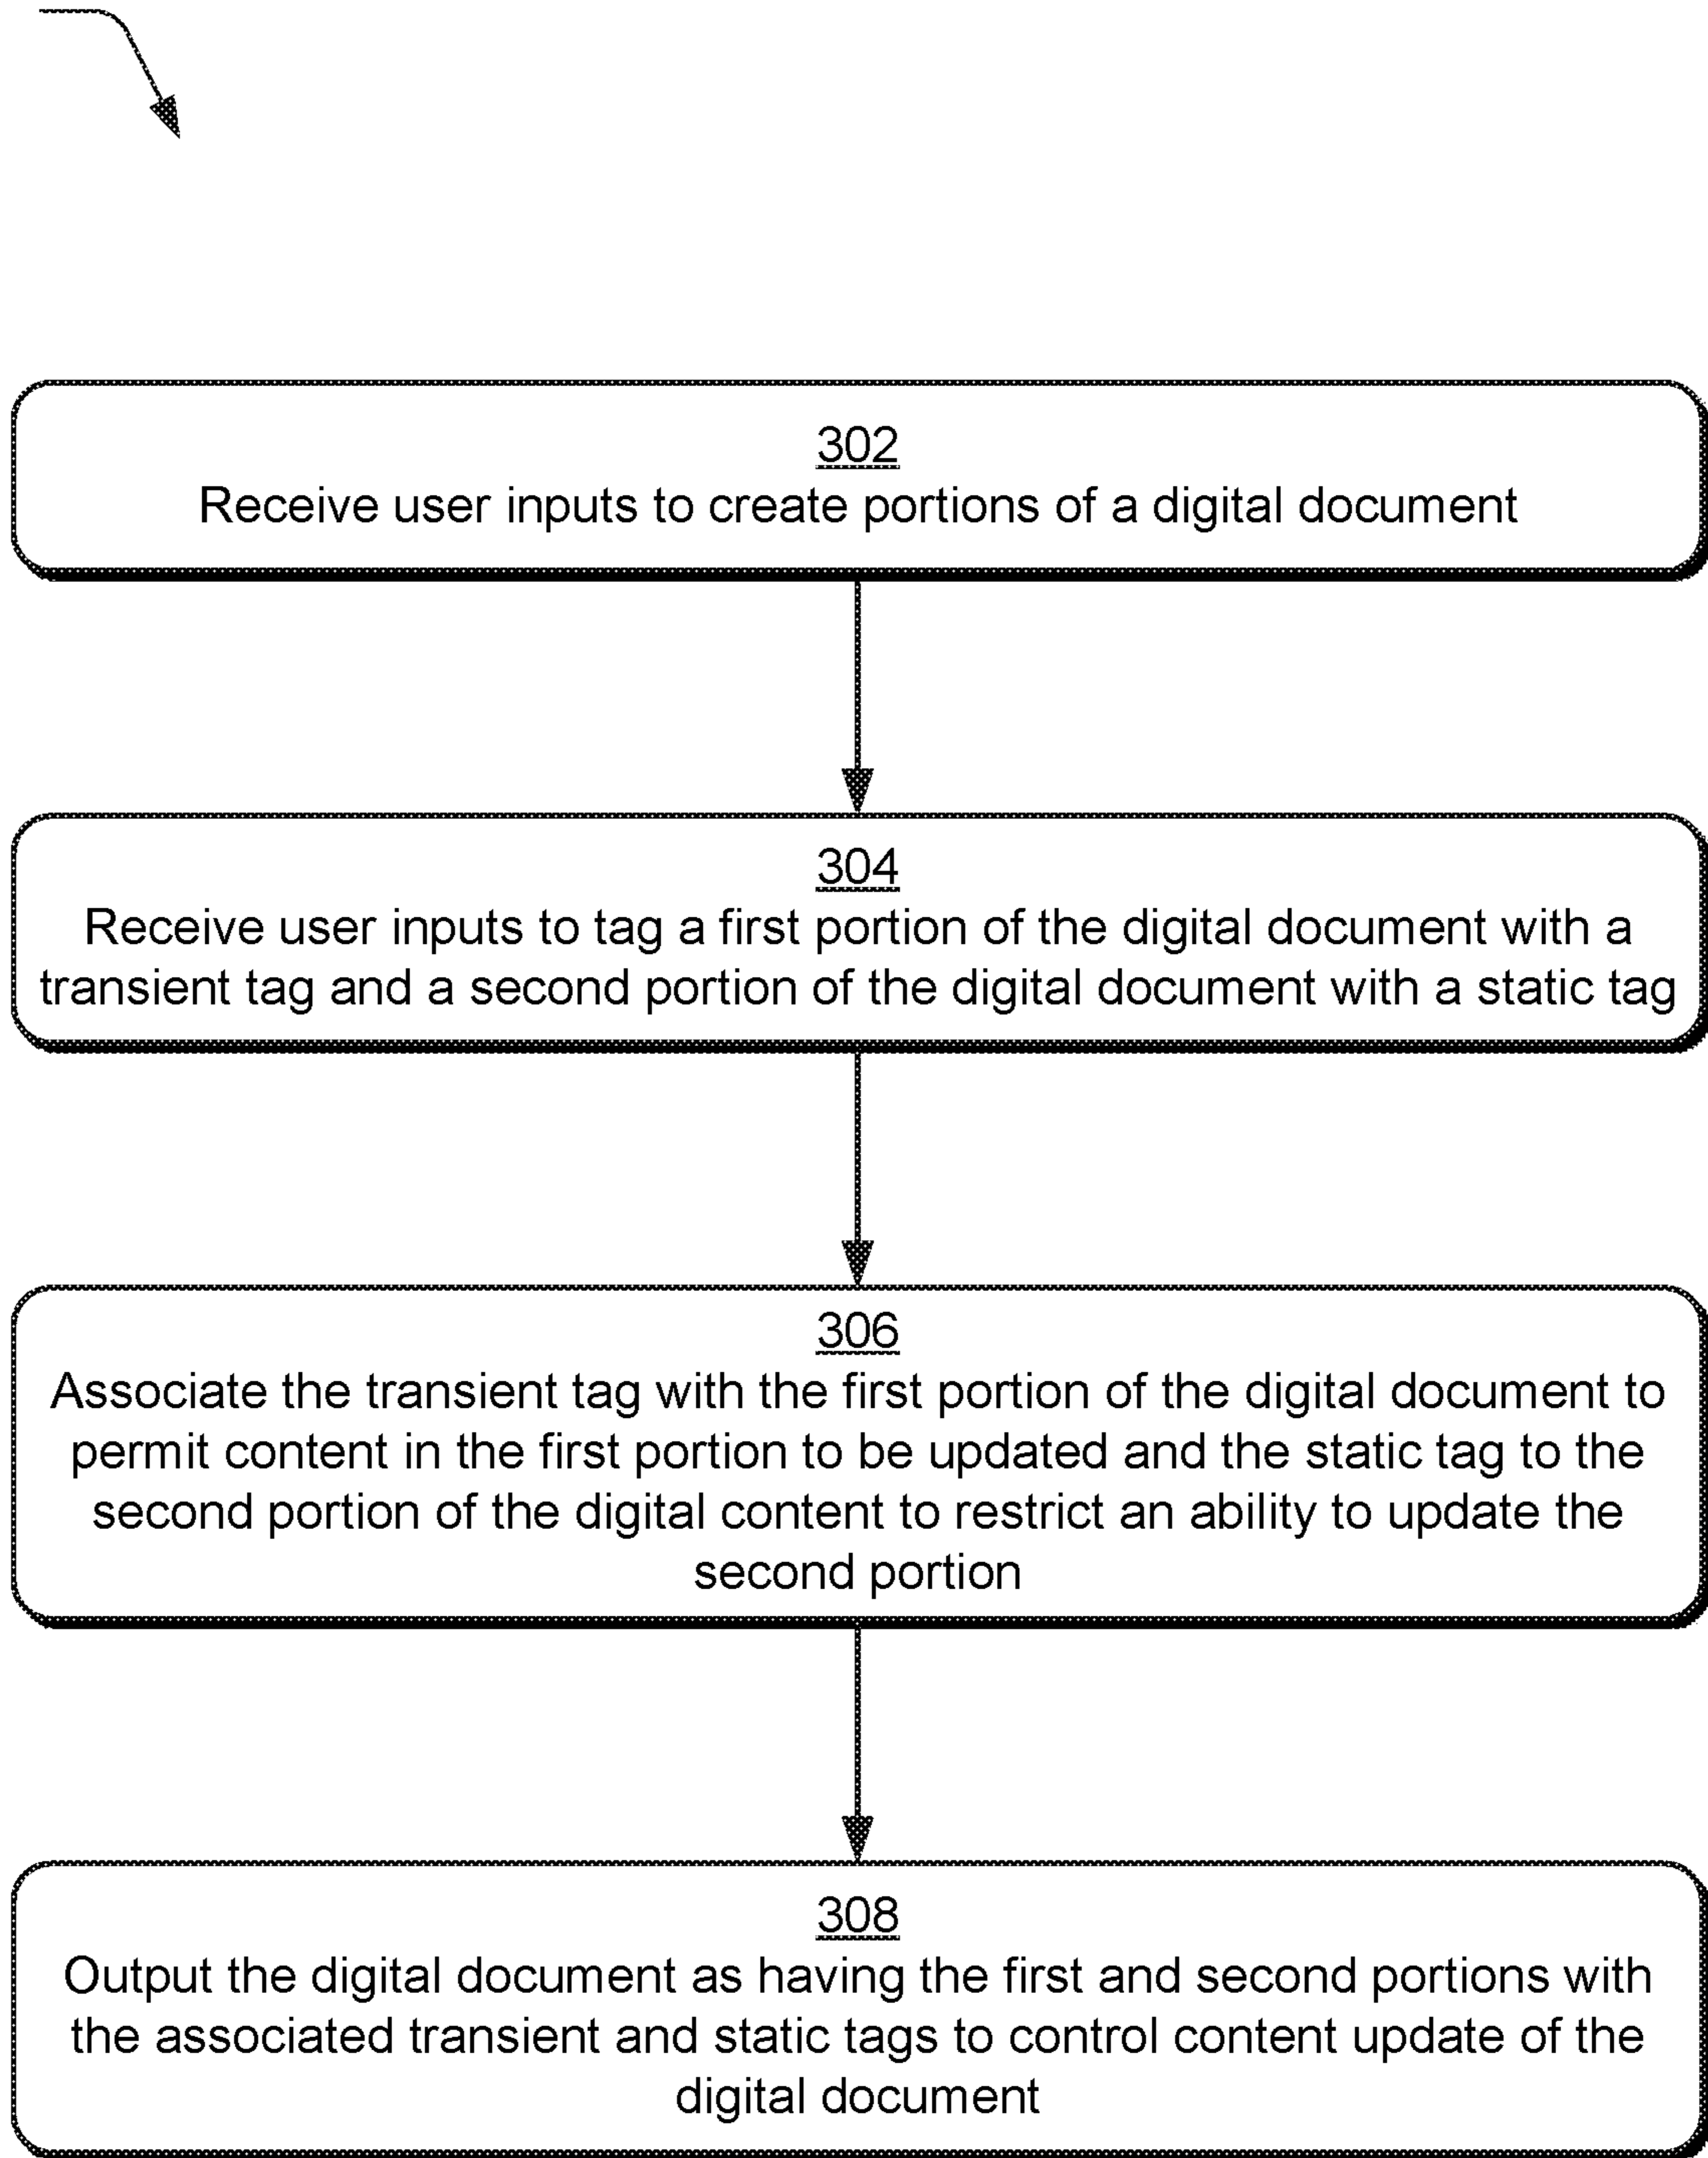 302
Receive user inputs to create portions of a digital document
304
Receive user inputs to tag a first portion of the digital document with a
transient tag and a second portion of the digital document with a static tag
306
Associate the transient tag with the first portion of the digital document to
permit content in the first portion to be updated and the static tag to the
second portion of the digital content to restrict an ability to update the
second portion
308
Output the digital document as having the first and second portions with
the associated transient and static tags to control content update of the
digital document